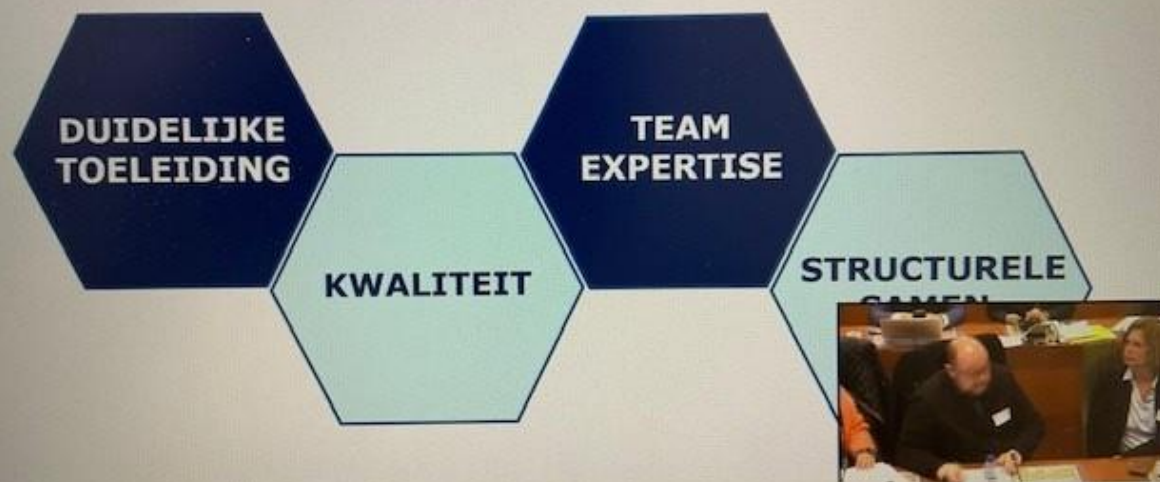 DUIDELIJKE
TOELEIDING
KWALITEIT
TEAM
EXPERTISE
STRUCTURELE